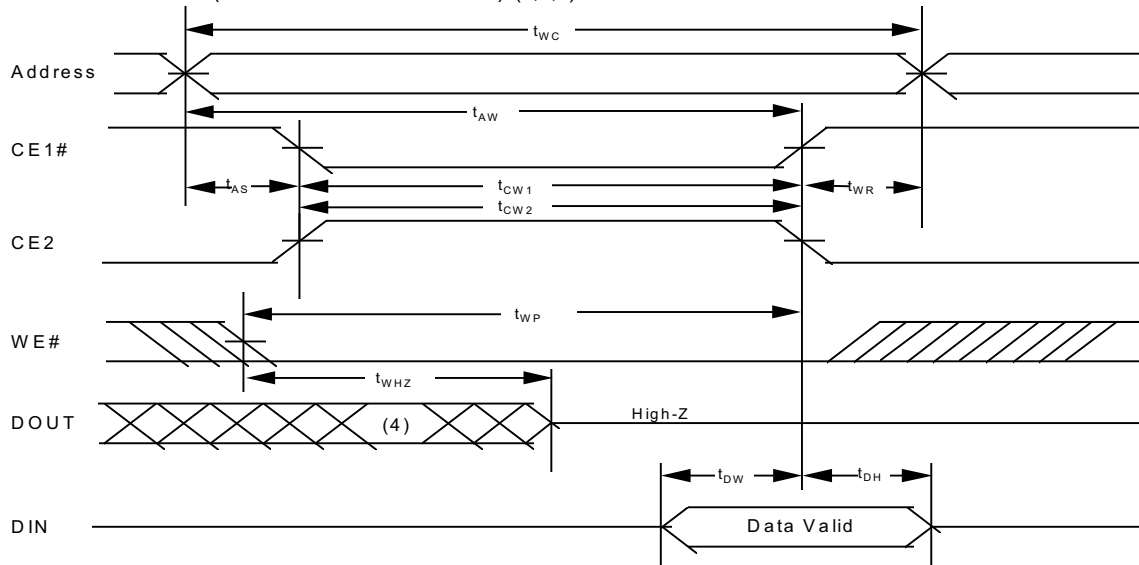 tWC
Address
tAW
CE1#
tAS
tCW1
tWR
tCW2
CE2
tWP
WE#
tWHZ
DOUT
(4)
High-Z
tDW
tDH
DIN
Data Valid